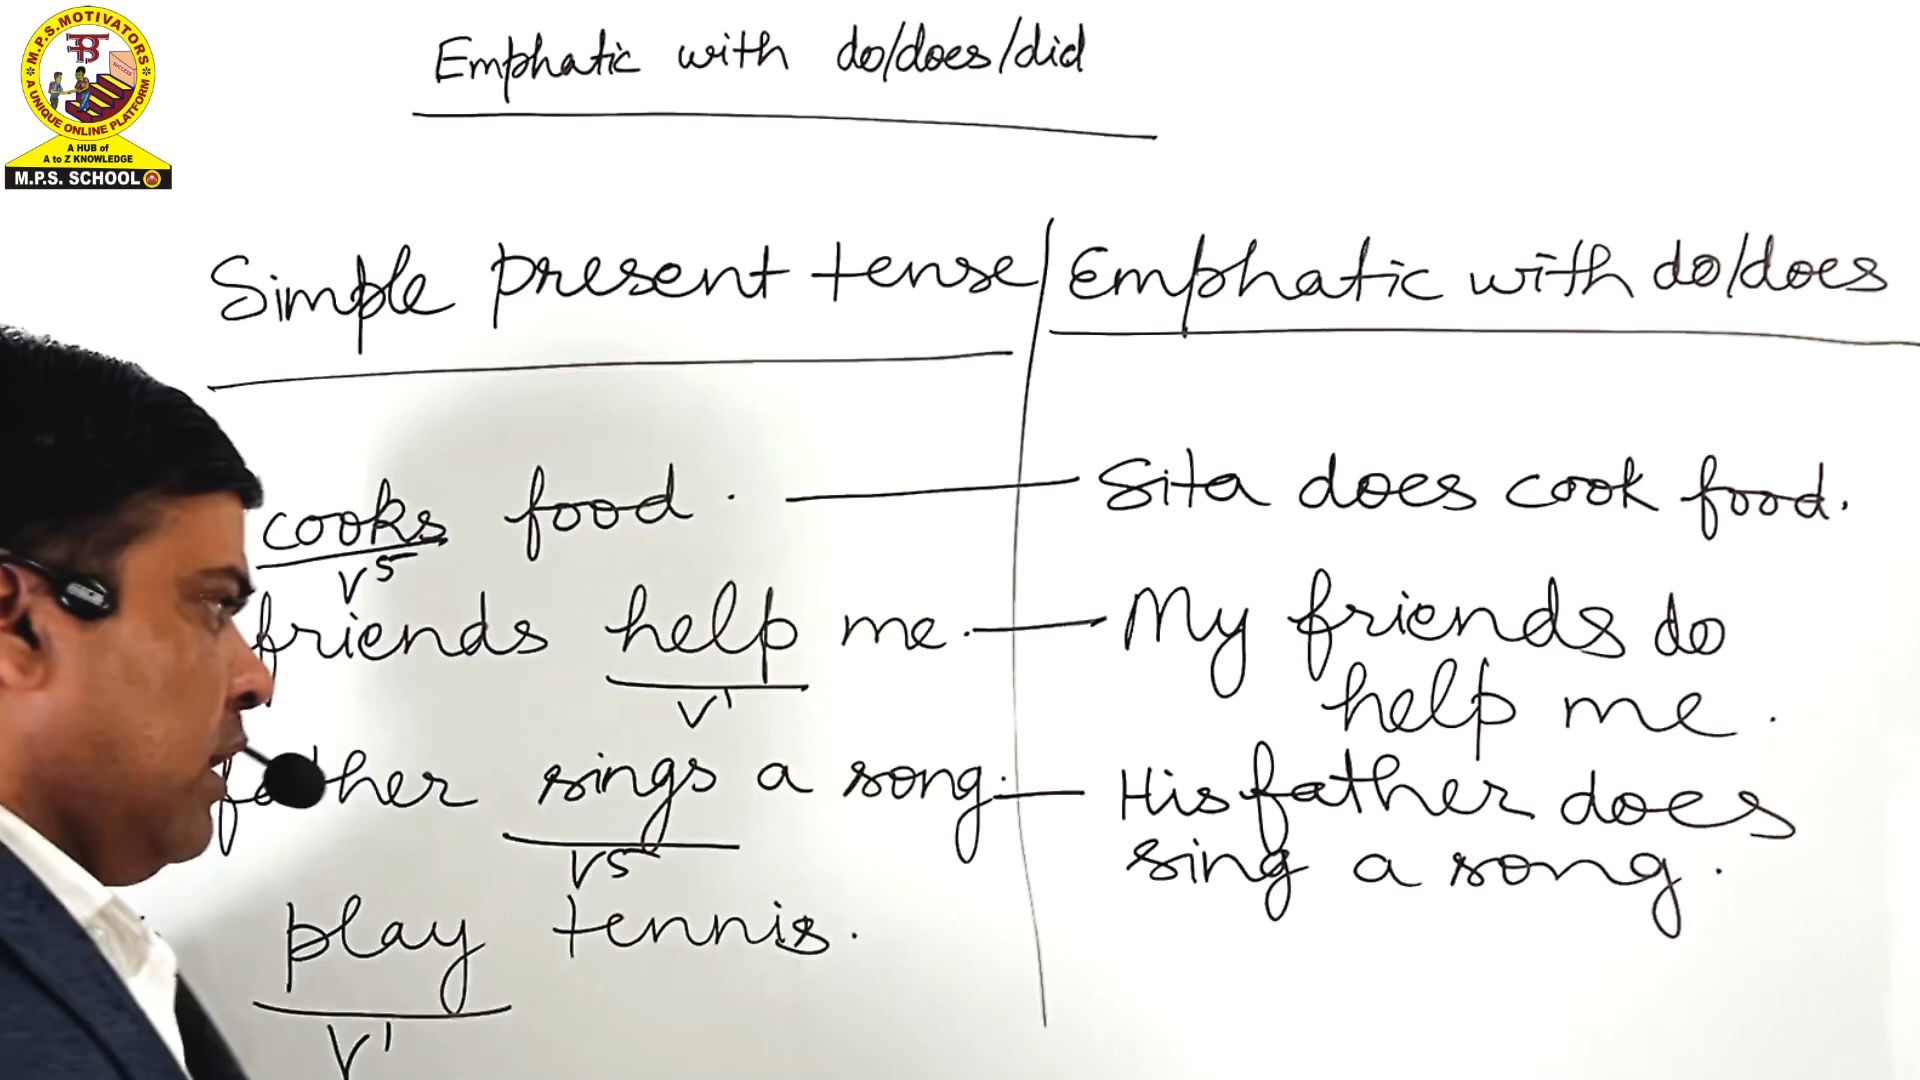 M.P.S.MOTIVATORS
SUCCESS
A UNIQUE ONLINE PLATFORM
A HUB of
A to Z KNOWLEDGE
M.P.S. SCHOOL
Emphatic with do/does/did
Simple present tense
Emphatic with do/does
cooks food.
V5
Sita does cook food.
friends help me.
V1
My friends do
help me.
father sings a song.
V5
His father does
sing a song.
play tennis.
V1